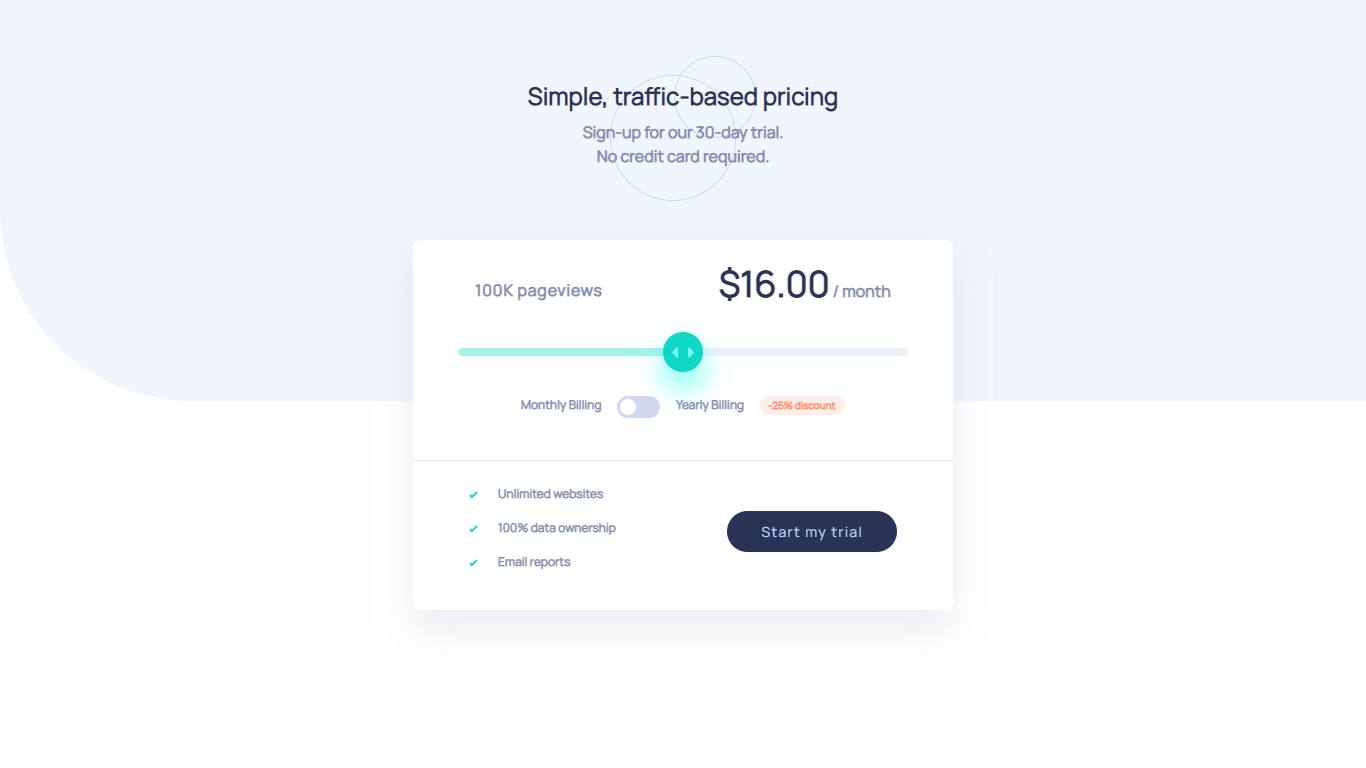 Simple, traffic-based pricing
Sign-up for our 30-day trial.
No credit card required.
100K pageviews
$16.00 / month
Monthly Billing
Yearly Billing
-25% discount
Unlimited websites
100% data ownership
Email reports
Start my trial